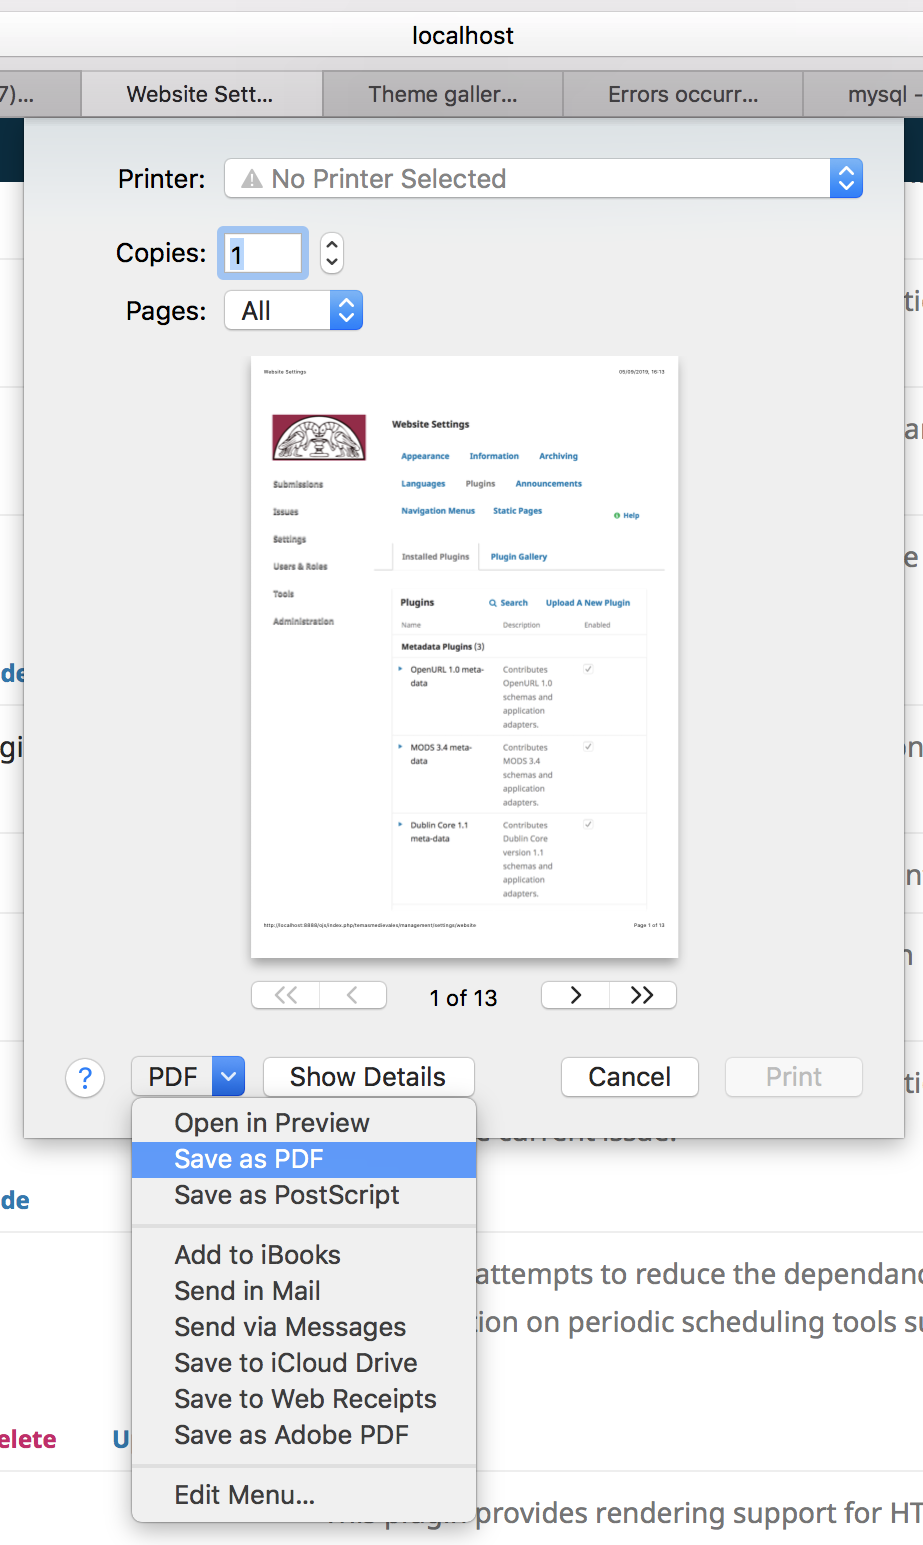 localhost
7)...
Website Sett...
Theme galler...
Errors occurr...
mysql -
Printer:
No Printer Selected
Copies:
1
Pages:
All
Website Settings
05/09/2019, 16:13
Website Settings
Appearance Information Archiving
Languages Plugins Announcements
Navigation Menus Static Pages
Help
Submissions
Issues
Settings
Users & Roles
Tools
Administration
Installed Plugins Plugin Gallery
Plugins Search Upload A New Plugin
Name Description Enabled
Metadata Plugins (3)
OpenURL 1.0 meta-
data
Contributes
OpenURL 1.0
schemas and
application
adapters.
MODS 3.4 meta-
data
Contributes
MODS 3.4
schemas and
application
adapters.
Dublin Core 1.1
meta-data
Contributes
Dublin Core
version 1.1
schemas and
application
adapters.
http://localhost:8888/ojs/index.php/temasmedievales/management/settings/website
Page 1 of 13
1 of 13
?
PDF
Show Details
Cancel
Print
Open in Preview
Save as PDF
Save as PostScript
Add to iBooks
Send in Mail
Send via Messages
Save to iCloud Drive
Save to Web Receipts
Save as Adobe PDF
Edit Menu...
current issue.
de
attempts to reduce the dependanc
tion on periodic scheduling tools su
elete
U
This plugin provides rendering support for HT